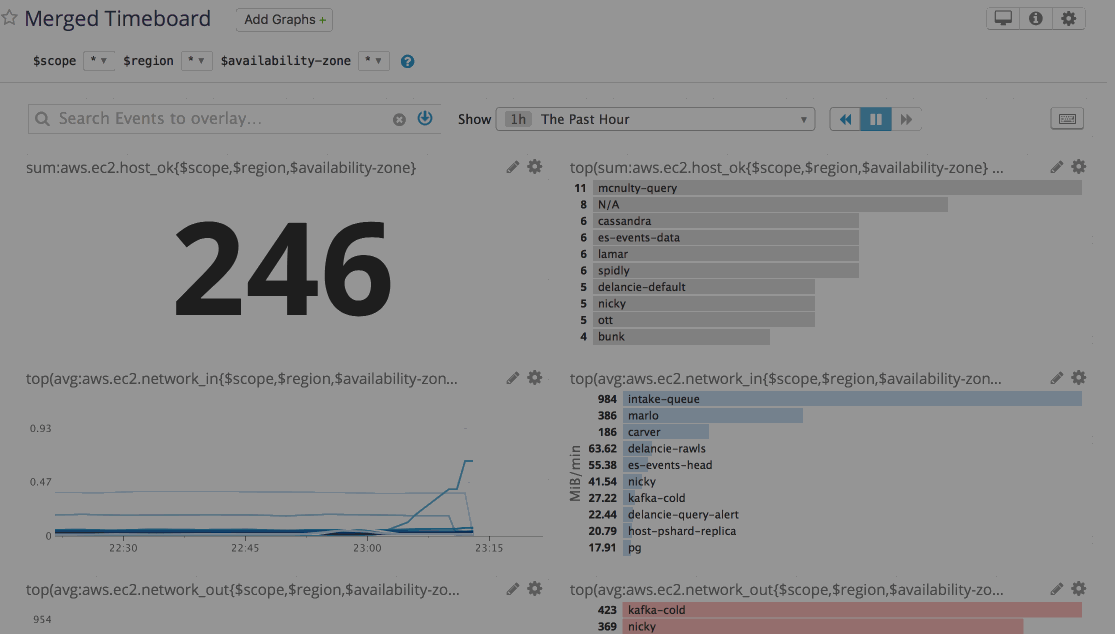 Merged Timeboard Add Graphs +
$scope * $region * $availability-zone * ?
Search Events to overlay... Show 1h The Past Hour
sum:aws.ec2.host_ok{$scope,$region,$availability-zone}
246
top(sum:aws.ec2.host_ok{$scope,$region,$availability-zone} ...
11 mcnulty-query
8 N/A
6 cassandra
6 es-events-data
6 lamar
6 spidly
5 delancie-default
5 nicky
5 ott
4 bunk
top(avg:aws.ec2.network_in{$scope,$region,$availability-zon...
0.93
0.47
0
22:30 22:45 23:00 23:15
top(avg:aws.ec2.network_in{$scope,$region,$availability-zon...
MiB/min
984 intake-queue
386 marlo
186 carver
63.62 delancie-rawls
55.38 es-events-head
41.54 nicky
27.22 kafka-cold
22.44 delancie-query-alert
20.79 host-pshard-replica
17.91 pg
top(avg:aws.ec2.network_out{$scope,$region,$availability-zo...
954
top(avg:aws.ec2.network_out{$scope,$region,$availability-zo...
423 kafka-cold
369 nicky